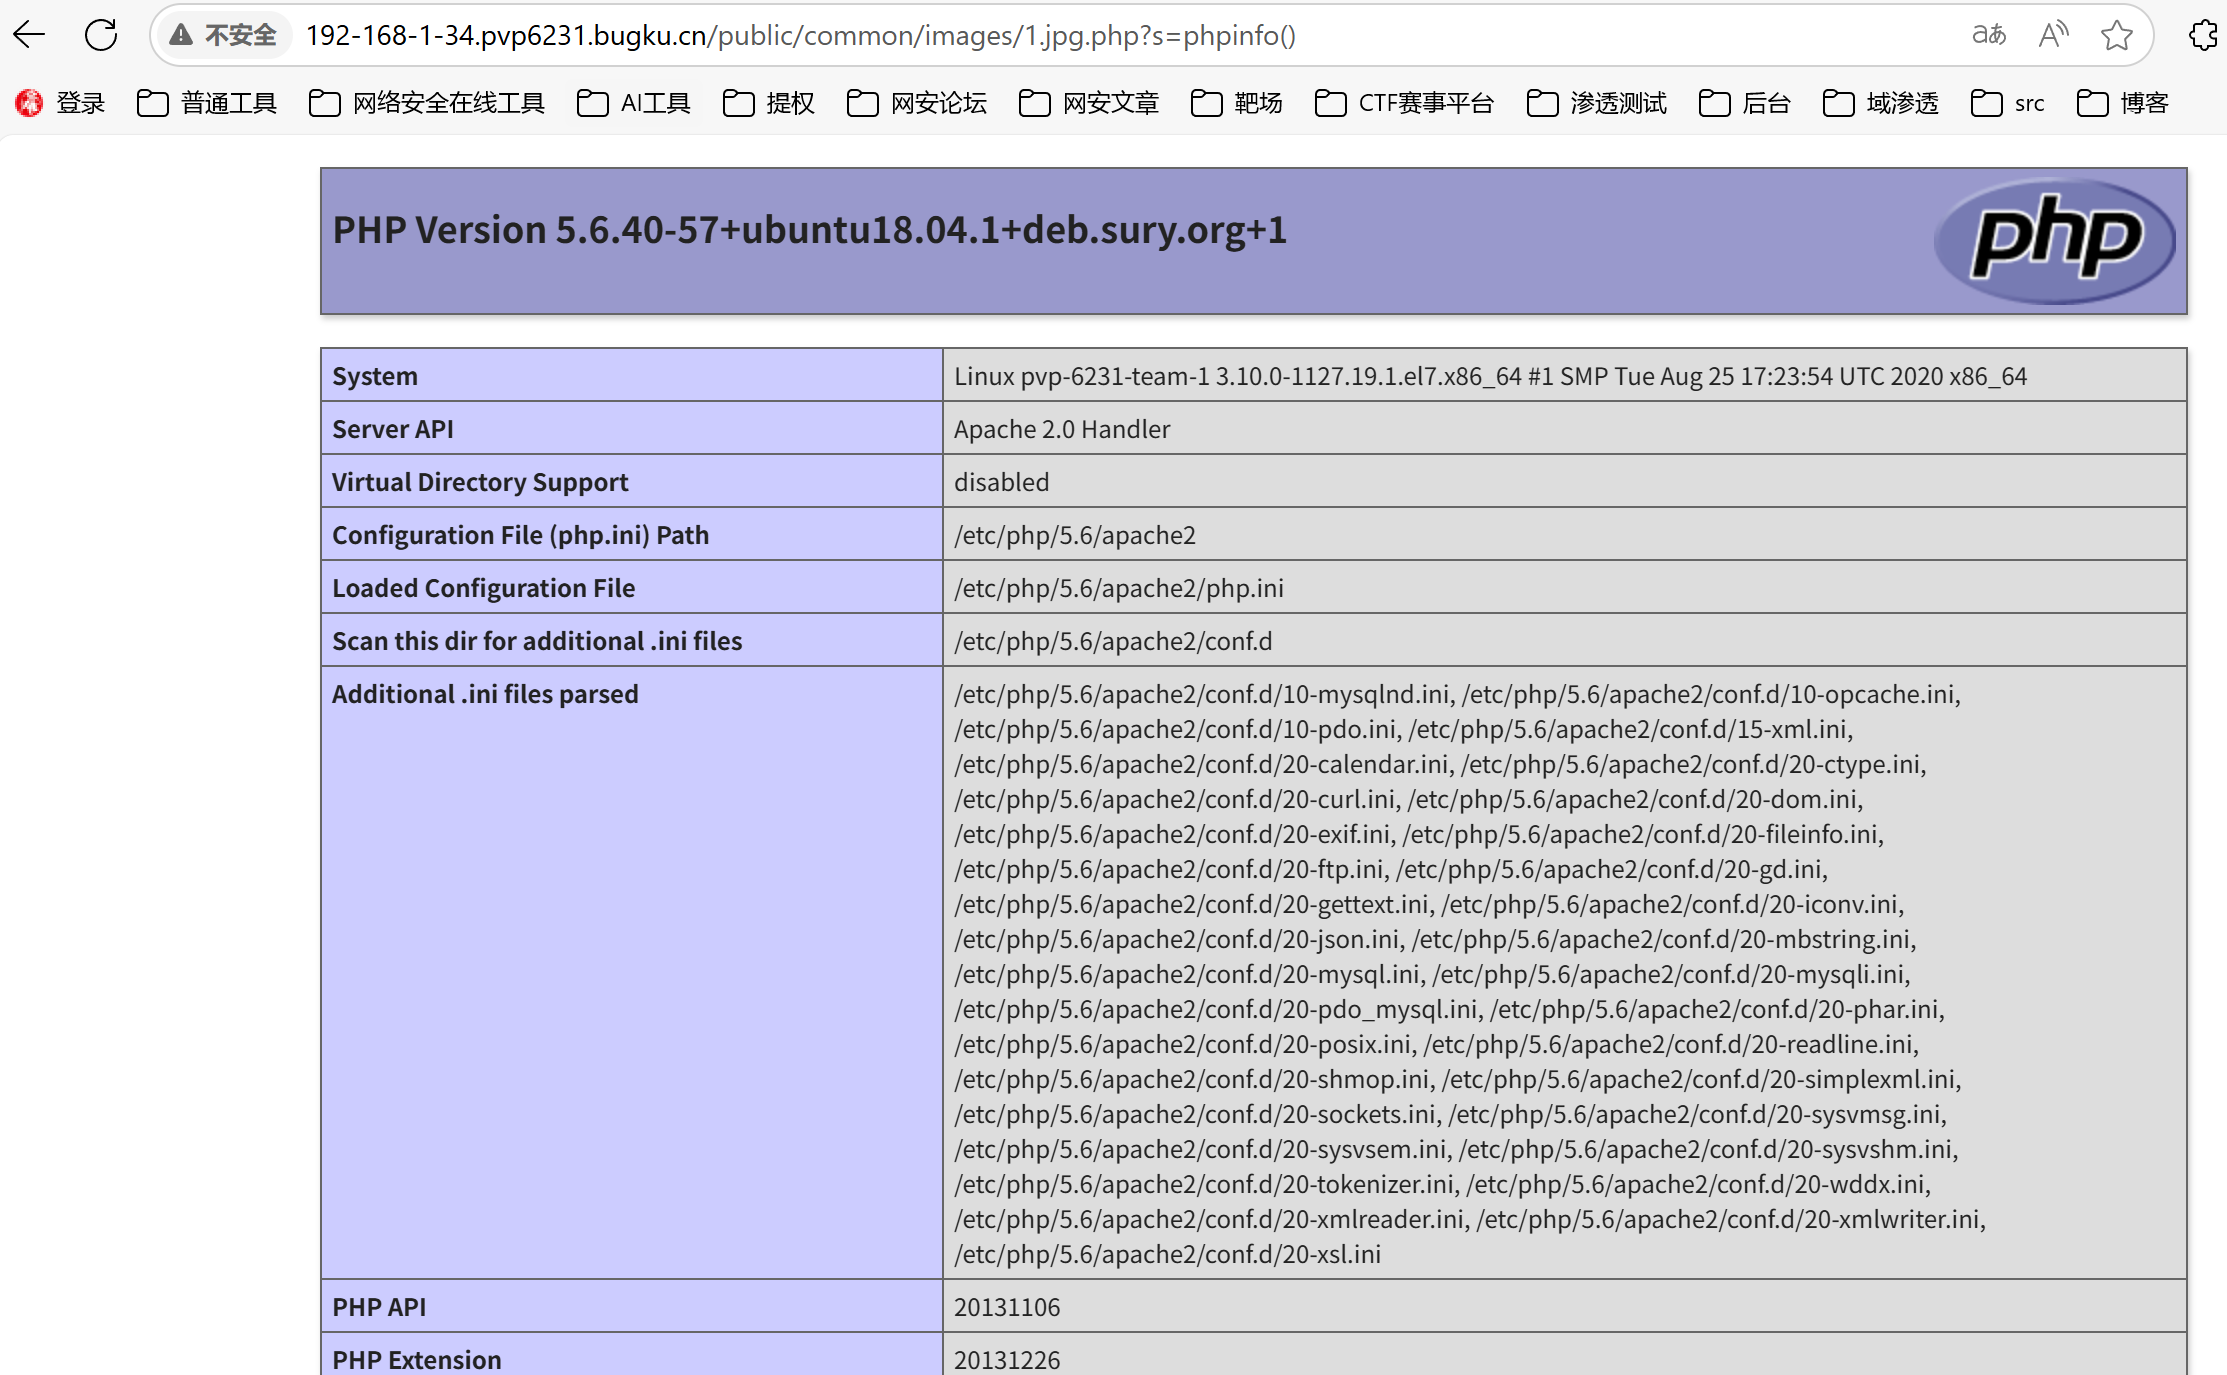 不安全 192-168-1-34.pvp6231.bugku.cn/public/common/images/1.jpg.php?s=phpinfo() aあ A
登录 普通工具 网络安全在线工具 AI工具 提权 网安论坛 网安文章 靶场 CTF赛事平台 渗透测试 后台 域渗透 src 博客
PHP Version 5.6.40-57+ubuntu18.04.1+deb.sury.org+1
php
System Linux pvp-6231-team-1 3.10.0-1127.19.1.el7.x86_64 #1 SMP Tue Aug 25 17:23:54 UTC 2020 x86_64
Server API Apache 2.0 Handler
Virtual Directory Support disabled
Configuration File (php.ini) Path /etc/php/5.6/apache2
Loaded Configuration File /etc/php/5.6/apache2/php.ini
Scan this dir for additional .ini files /etc/php/5.6/apache2/conf.d
Additional .ini files parsed /etc/php/5.6/apache2/conf.d/10-mysqlnd.ini, /etc/php/5.6/apache2/conf.d/10-opcache.ini,
/etc/php/5.6/apache2/conf.d/10-pdo.ini, /etc/php/5.6/apache2/conf.d/15-xml.ini,
/etc/php/5.6/apache2/conf.d/20-calendar.ini, /etc/php/5.6/apache2/conf.d/20-ctype.ini,
/etc/php/5.6/apache2/conf.d/20-curl.ini, /etc/php/5.6/apache2/conf.d/20-dom.ini,
/etc/php/5.6/apache2/conf.d/20-exif.ini, /etc/php/5.6/apache2/conf.d/20-fileinfo.ini,
/etc/php/5.6/apache2/conf.d/20-ftp.ini, /etc/php/5.6/apache2/conf.d/20-gd.ini,
/etc/php/5.6/apache2/conf.d/20-gettext.ini, /etc/php/5.6/apache2/conf.d/20-iconv.ini,
/etc/php/5.6/apache2/conf.d/20-json.ini, /etc/php/5.6/apache2/conf.d/20-mbstring.ini,
/etc/php/5.6/apache2/conf.d/20-mysql.ini, /etc/php/5.6/apache2/conf.d/20-mysqli.ini,
/etc/php/5.6/apache2/conf.d/20-pdo_mysql.ini, /etc/php/5.6/apache2/conf.d/20-phar.ini,
/etc/php/5.6/apache2/conf.d/20-posix.ini, /etc/php/5.6/apache2/conf.d/20-readline.ini,
/etc/php/5.6/apache2/conf.d/20-shmop.ini, /etc/php/5.6/apache2/conf.d/20-simplexml.ini,
/etc/php/5.6/apache2/conf.d/20-sockets.ini, /etc/php/5.6/apache2/conf.d/20-sysvmsg.ini,
/etc/php/5.6/apache2/conf.d/20-sysvsem.ini, /etc/php/5.6/apache2/conf.d/20-sysvshm.ini,
/etc/php/5.6/apache2/conf.d/20-tokenizer.ini, /etc/php/5.6/apache2/conf.d/20-wddx.ini,
/etc/php/5.6/apache2/conf.d/20-xmlreader.ini, /etc/php/5.6/apache2/conf.d/20-xmlwriter.ini,
/etc/php/5.6/apache2/conf.d/20-xsl.ini
PHP API 20131106
PHP Extension 20131226